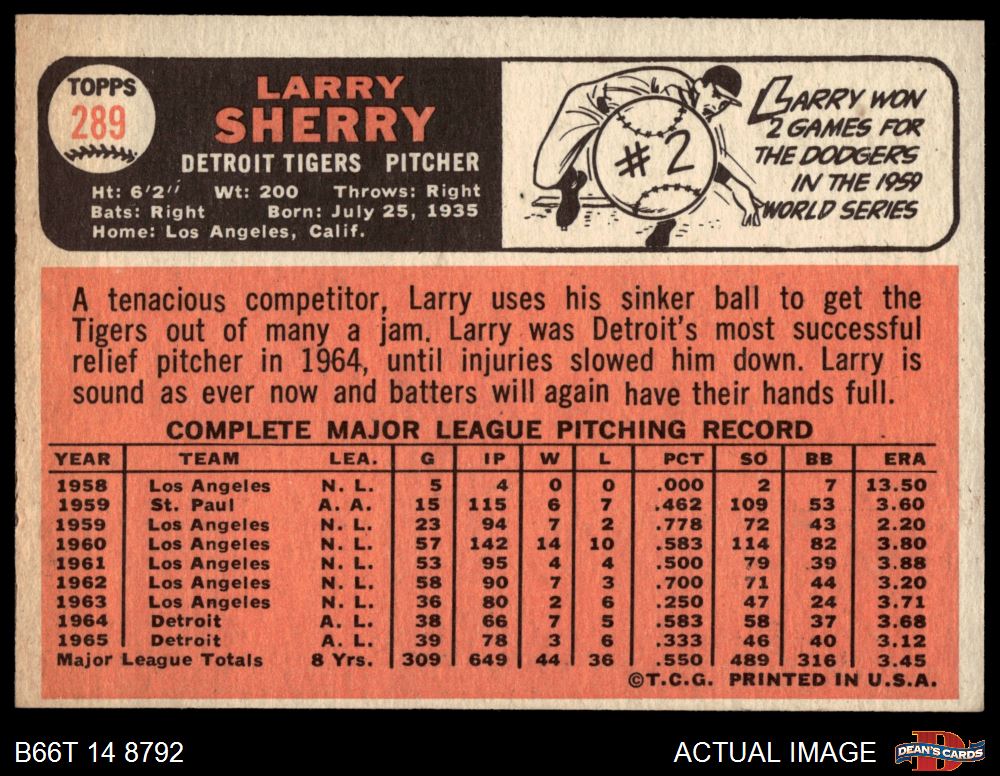 TOPPS
289
LARRY
SHERRY
DETROIT TIGERS PITCHER
Ht: 6'2" Wt: 200 Throws: Right
Bats: Right Born: July 25, 1935
Home: Los Angeles, Calif.
#2
LARRY WON
2 GAMES FOR
THE DODGERS
IN THE 1959
WORLD SERIES
A tenacious competitor, Larry uses his sinker ball to get the
Tigers out of many a jam. Larry was Detroit's most successful
relief pitcher in 1964, until injuries slowed him down. Larry is
sound as ever now and batters will again have their hands full.
COMPLETE MAJOR LEAGUE PITCHING RECORD
YEAR TEAM LEA. G IP W L PCT SO BB ERA
1958 Los Angeles N. L. 5 4 0 0 .000 2 7 13.50
1959 St. Paul A. A. 15 115 6 7 .462 109 53 3.60
1959 Los Angeles N. L. 23 94 7 2 .778 72 43 2.20
1960 Los Angeles N. L. 57 142 14 10 .583 114 82 3.80
1961 Los Angeles N. L. 53 95 4 4 .500 79 39 3.88
1962 Los Angeles N. L. 58 90 7 3 .700 71 44 3.20
1963 Los Angeles N. L. 36 80 2 6 .250 47 24 3.71
1964 Detroit A. L. 38 66 7 5 .583 58 37 3.68
1965 Detroit A. L. 39 78 3 6 .333 46 40 3.12
Major League Totals 8 Yrs. 309 649 44 36 .550 489 316 3.45
©T.C.G. PRINTED IN U.S.A.
B66T 14 8792
ACTUAL IMAGE
DEAN'S CARDS